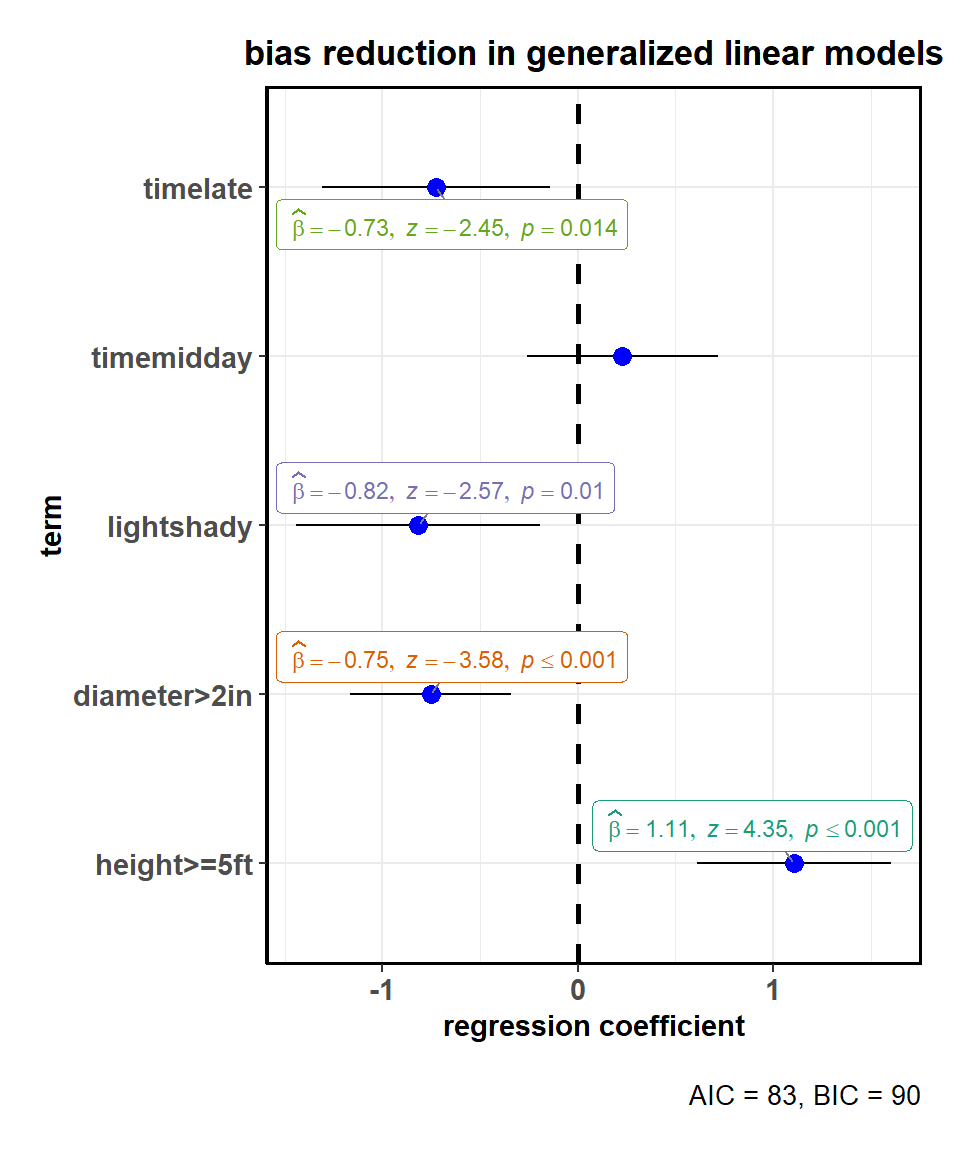 bias reduction in generalized linear models
timelate
β̂ = −0.73, z = −2.45, p = 0.014
timemidday
β̂ = −0.82, z = −2.57, p = 0.01
lightshady
term
β̂ = −0.75, z = −3.58, p ≤ 0.001
diameter>2in
β̂ = 1.11, z = 4.35, p ≤ 0.001
height>=5ft
-1 0 1
regression coefficient
AIC = 83, BIC = 90